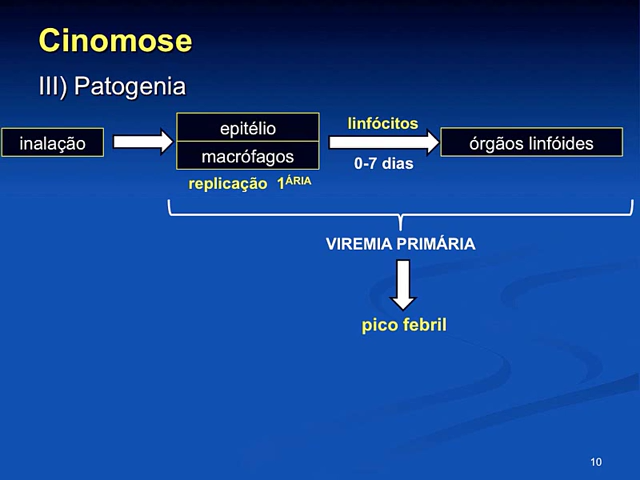 Cinomose
III) Patogenia
inalação
epitélio
macrófagos
replicação 1ÁRIA
linfócitos
0-7 dias
órgãos linfóides
VIREMIA PRIMÁRIA
pico febril
10